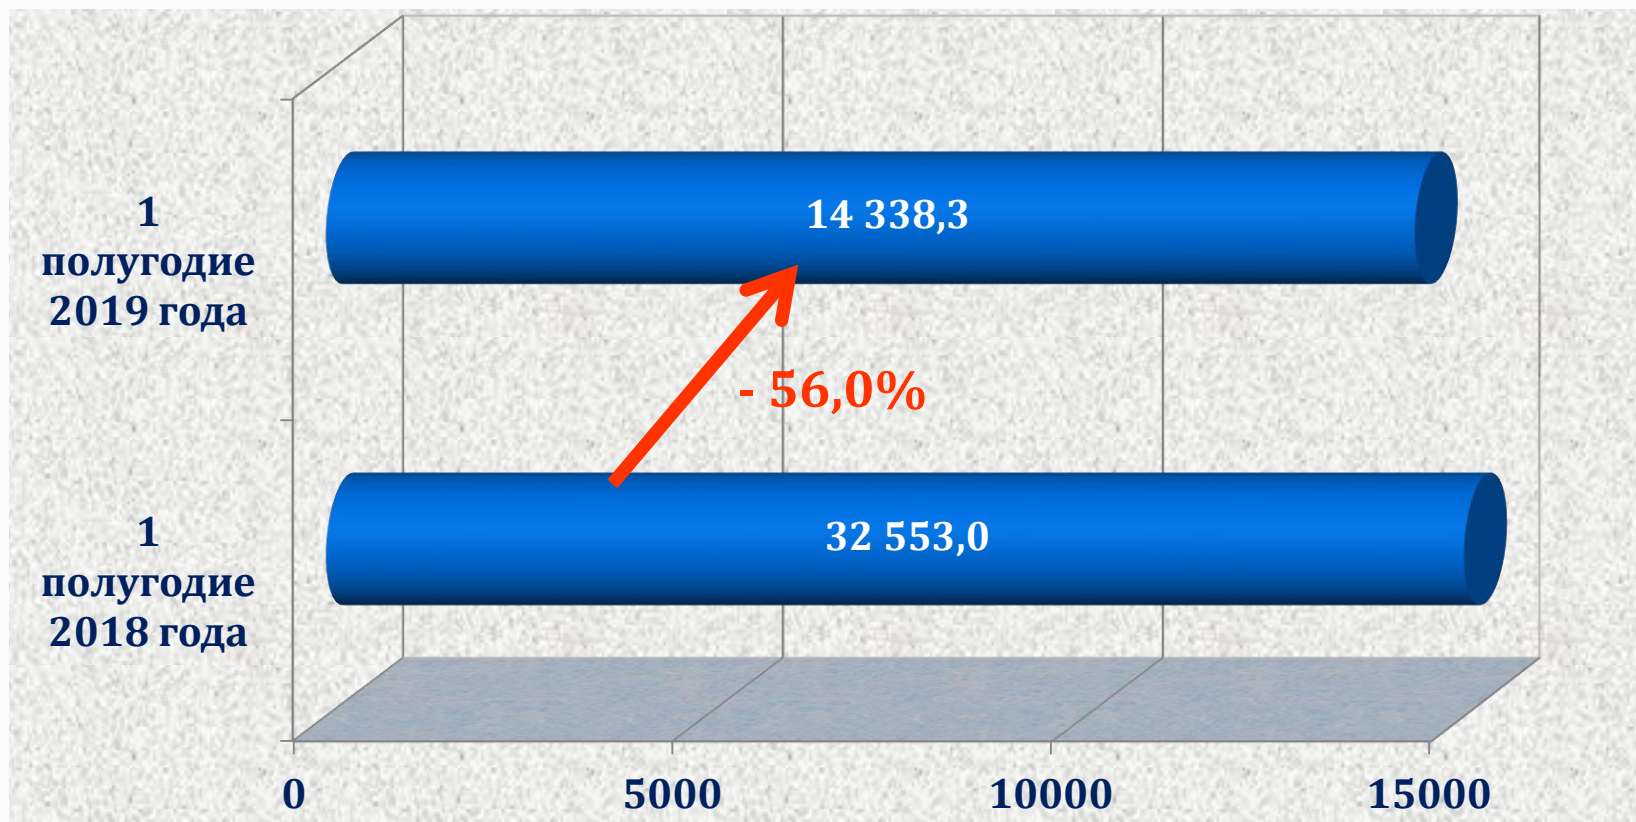 1
полугодие
2019 года
14 338,3
- 56,0%
1
полугодие
2018 года
32 553,0
0 5000 10000 15000